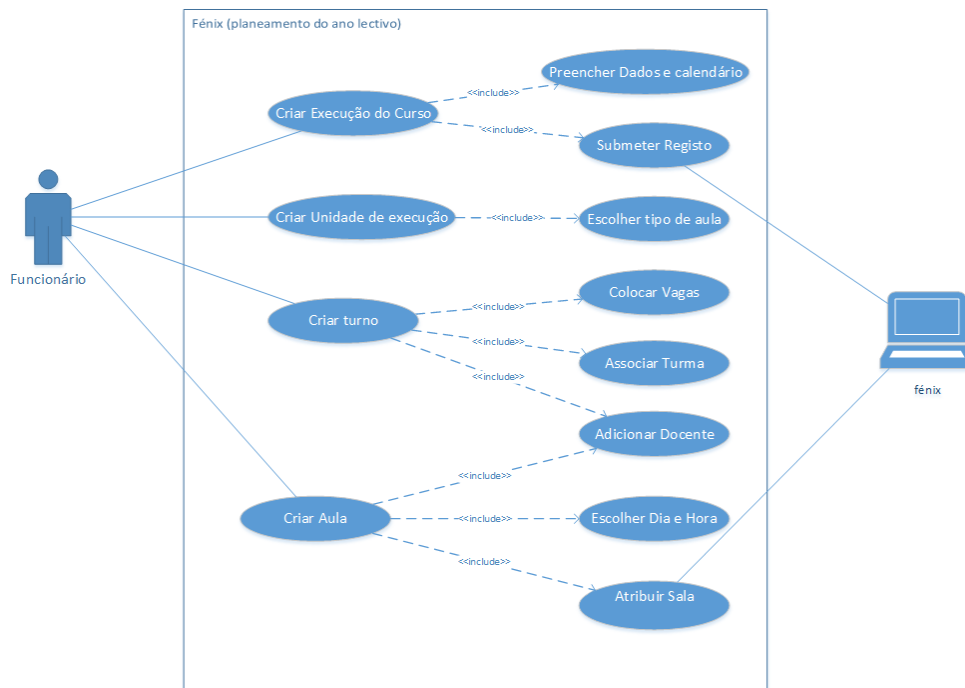 Fénix (planeamento do ano lectivo)
Preencher Dados e calendário
<<include>>
Criar Execução do Curso
<<include>>
Submeter Registo
Criar Unidade de execução
<<include>>
Escolher tipo de aula
Funcionário
Colocar Vagas
<<include>>
Criar turno
<<include>>
Associar Turma
<<include>>
fénix
Adicionar Docente
<<include>>
Criar Aula
<<include>>
Escolher Dia e Hora
<<include>>
Atribuir Sala